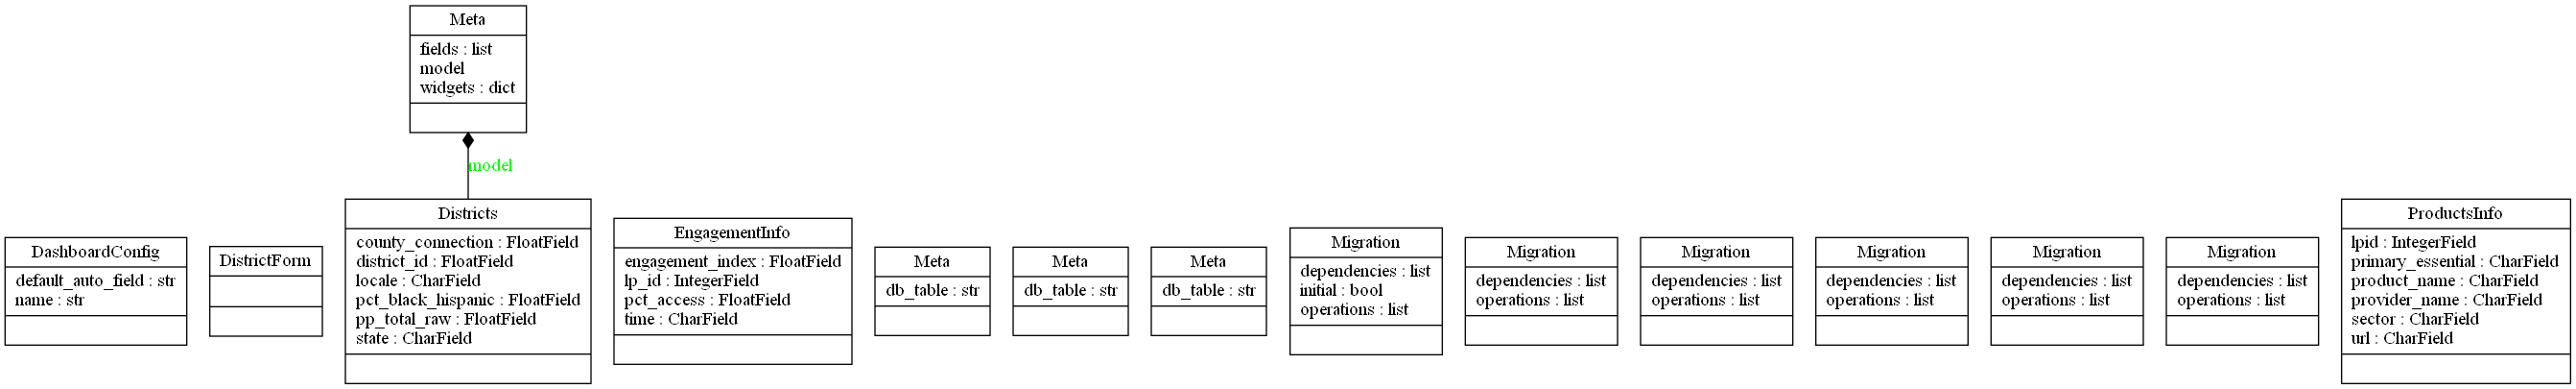 Meta
fields : list
model
widgets : dict
model
DashboardConfig
default_auto_field : str
name : str
DistrictForm
Districts
county_connection : FloatField
district_id : FloatField
locale : CharField
pct_black_hispanic : FloatField
pp_total_raw : FloatField
state : CharField
EngagementInfo
engagement_index : FloatField
lp_id : IntegerField
pct_access : FloatField
time : CharField
Meta
db_table : str
Meta
db_table : str
Meta
db_table : str
Migration
dependencies : list
initial : bool
operations : list
Migration
dependencies : list
operations : list
Migration
dependencies : list
operations : list
Migration
dependencies : list
operations : list
Migration
dependencies : list
operations : list
Migration
dependencies : list
operations : list
ProductsInfo
lpid : IntegerField
primary_essential : CharField
product_name : CharField
provider_name : CharField
sector : CharField
url : CharField